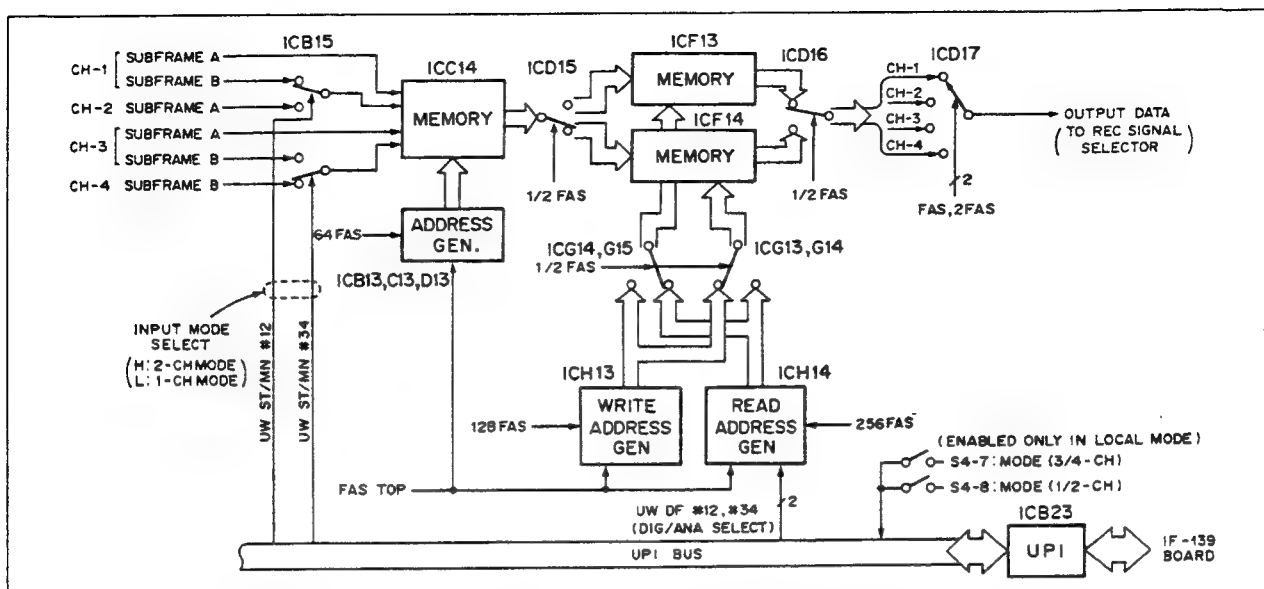 ICB15
CH-1
SUBFRAME A
SUBFRAME B
CH-2 SUBFRAME A
CH-3
SUBFRAME A
SUBFRAME B
CH-4 SUBFRAME B
ICC14
MEMORY
ICD15
1/2 FAS
ICF13
MEMORY
ICF14
MEMORY
ICD16
1/2 FAS
ICD17
CH-1
CH-2
CH-3
CH-4
2
FAS, 2FAS
OUTPUT DATA
(TO REC SIGNAL
SELECTOR)
64 FAS
ADDRESS
GEN.
ICB13, C13, D13
ICG14, G15
1/2 FAS
ICG13, G14
INPUT MODE
SELECT
(H: 2-CH MODE)
(L: 1-CH MODE)
UW ST/MN #12
UW ST/MN #34
ICH13
WRITE
ADDRESS
GEN
128 FAS
ICH14
READ
ADDRESS
GEN
256 FAS
FAS TOP
UW DF #12, #34
(DIG/ANA SELECT)
2
(ENABLED ONLY IN LOCAL MODE)
S4-7: MODE (3/4-CH)
S4-8: MODE (1/2-CH)
ICB23
UPI
UPI BUS
IF-139
BOARD